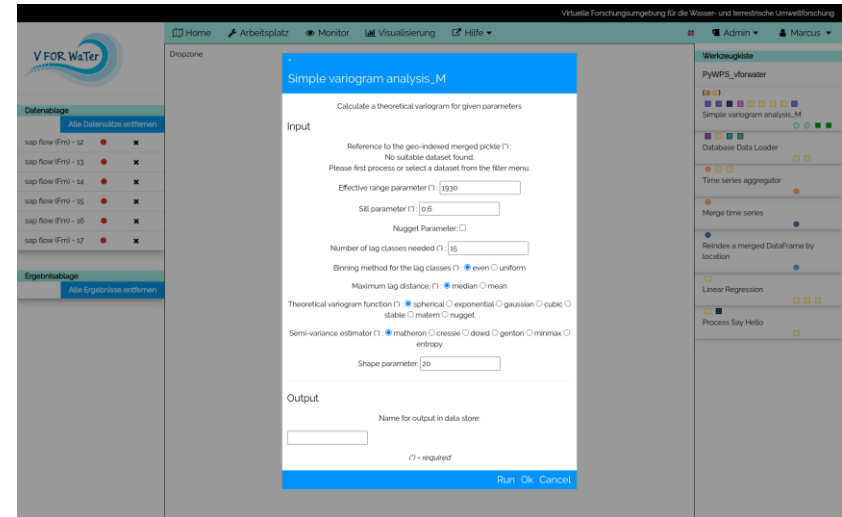 Virtuelle Forschungsumgebung für die Wasser- und terrestrische Umweltforschung
Home Arbeitsplatz Monitor Visualisierung Hilfe Admin Marcus
V FOR WaTer
Datenablage
Alle Datensätze entfernen
sap flow (Fm) - 12
sap flow (Fm) - 13
sap flow (Fm) - 14
sap flow (Fm) - 15
sap flow (Fm) - 16
sap flow (Fm) - 17
Ergebnisablage
Alle Ergebnisse entfernen
Dropzone
Simple variogram analysis_M
Calculate a theoretical variogram for given parameters
Input
Reference to the geo-indexed merged pickle (*) :
No suitable dataset found.
Please first process or select a dataset from the filter menu.
Effective range parameter (*) : 1930
Sill parameter (*) : 0.6
Nugget Parameter:
Number of lag classes needed (*) : 15
Binning method for the lag classes (*) : even uniform
Maximum lag distance: (*) : median mean
Theoretical variogram function (*) : spherical exponential gaussian cubic
stable matern nugget
Semi-variance estimator (*) : matheron cressie dowd genton minmax
entropy
Shape parameter: 20
Output
Name for output in data store:
(*) = required
Run Ok Cancel
Werkzeugkiste
PyWPS_vforwater
Simple variogram analysis_M
Database Data Loader
Time series aggregator
Merge time series
Reindex a merged DataFrame by
location
Linear Regression
Process Say Hello